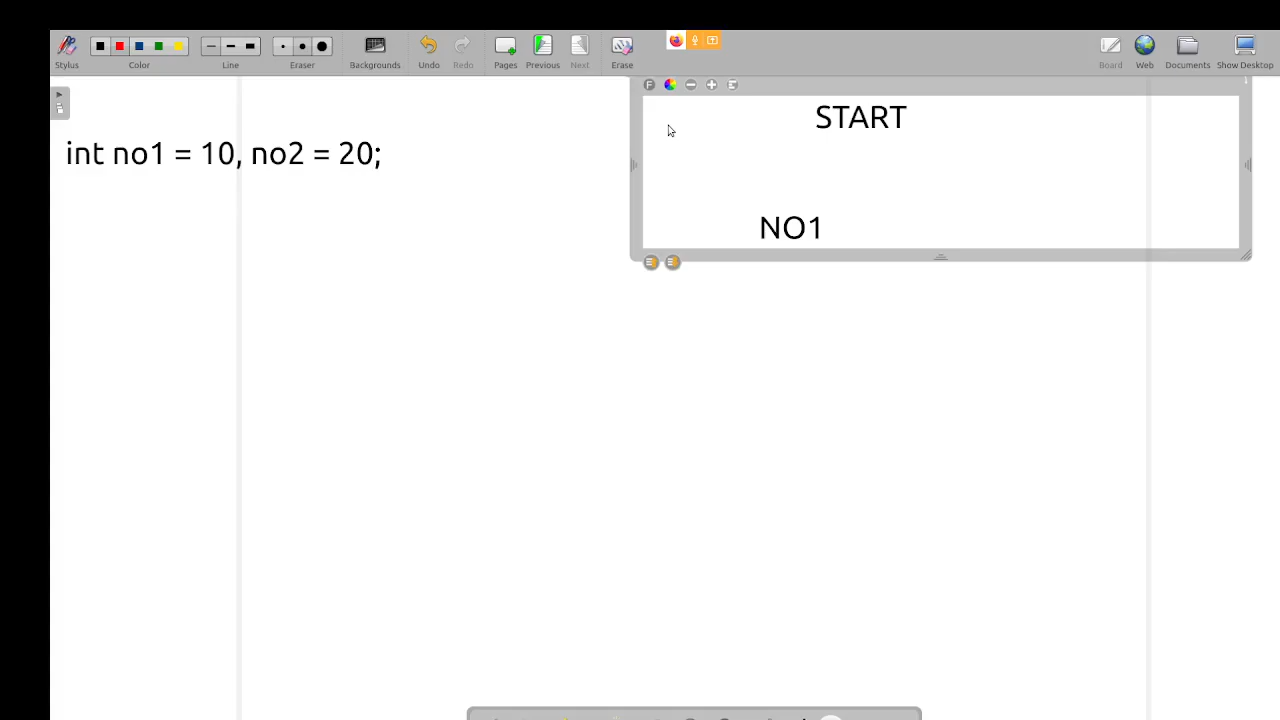 Stylus Color Line Eraser Backgrounds Undo Redo Pages Previous Next Erase Board Web Documents Show Desktop
F
START
int no1 = 10, no2 = 20;
NO1